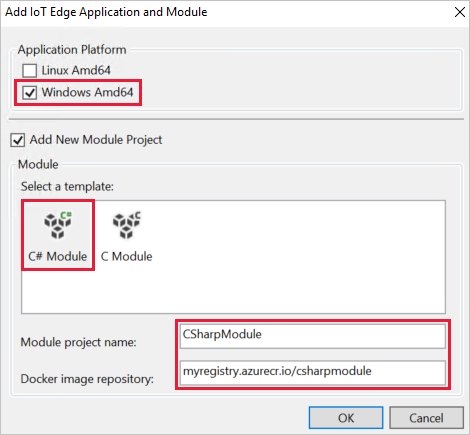 Add IoT Edge Application and Module
Application Platform
Linux Amd64
Windows Amd64
Add New Module Project
Module
Select a template:
C# Module C Module
Module project name: CSharpModule
Docker image repository: myregistry.azurecr.io/csharpmodule
OK Cancel